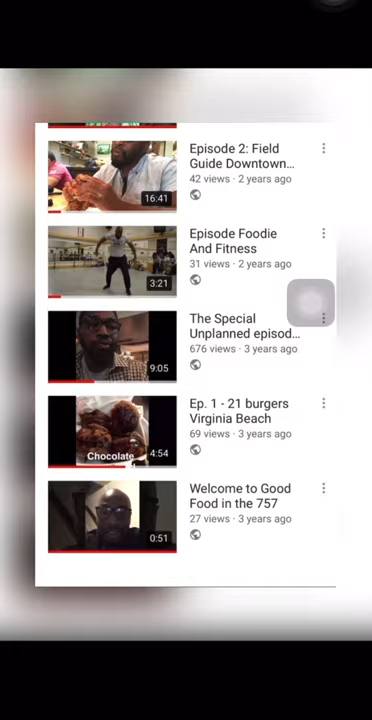 Episode 2: Field
Guide Downtown...
42 views · 2 years ago
16:41
Episode Foodie
And Fitness
31 views · 2 years ago
3:21
The Special
Unplanned episod...
676 views · 3 years ago
9:05
Ep. 1 - 21 burgers
Virginia Beach
69 views · 3 years ago
Chocolate
4:54
Welcome to Good
Food in the 757
27 views · 3 years ago
0:51